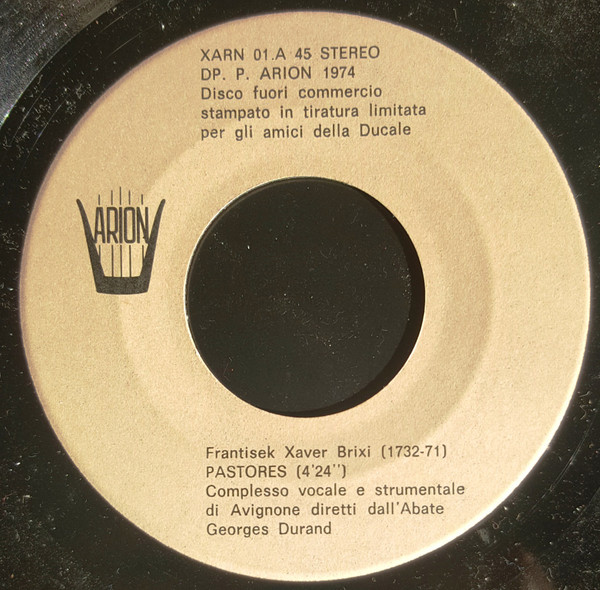 XARN 01.A 45 STEREO
DP. P. ARION 1974
Disco fuori commercio
stampato in tiratura limitata
per gli amici della Ducale
ARION
Frantisek Xaver Brixi (1732-71)
PASTORES (4'24'')
Complesso vocale e strumentale
di Avignone diretti dall'Abate
Georges Durand